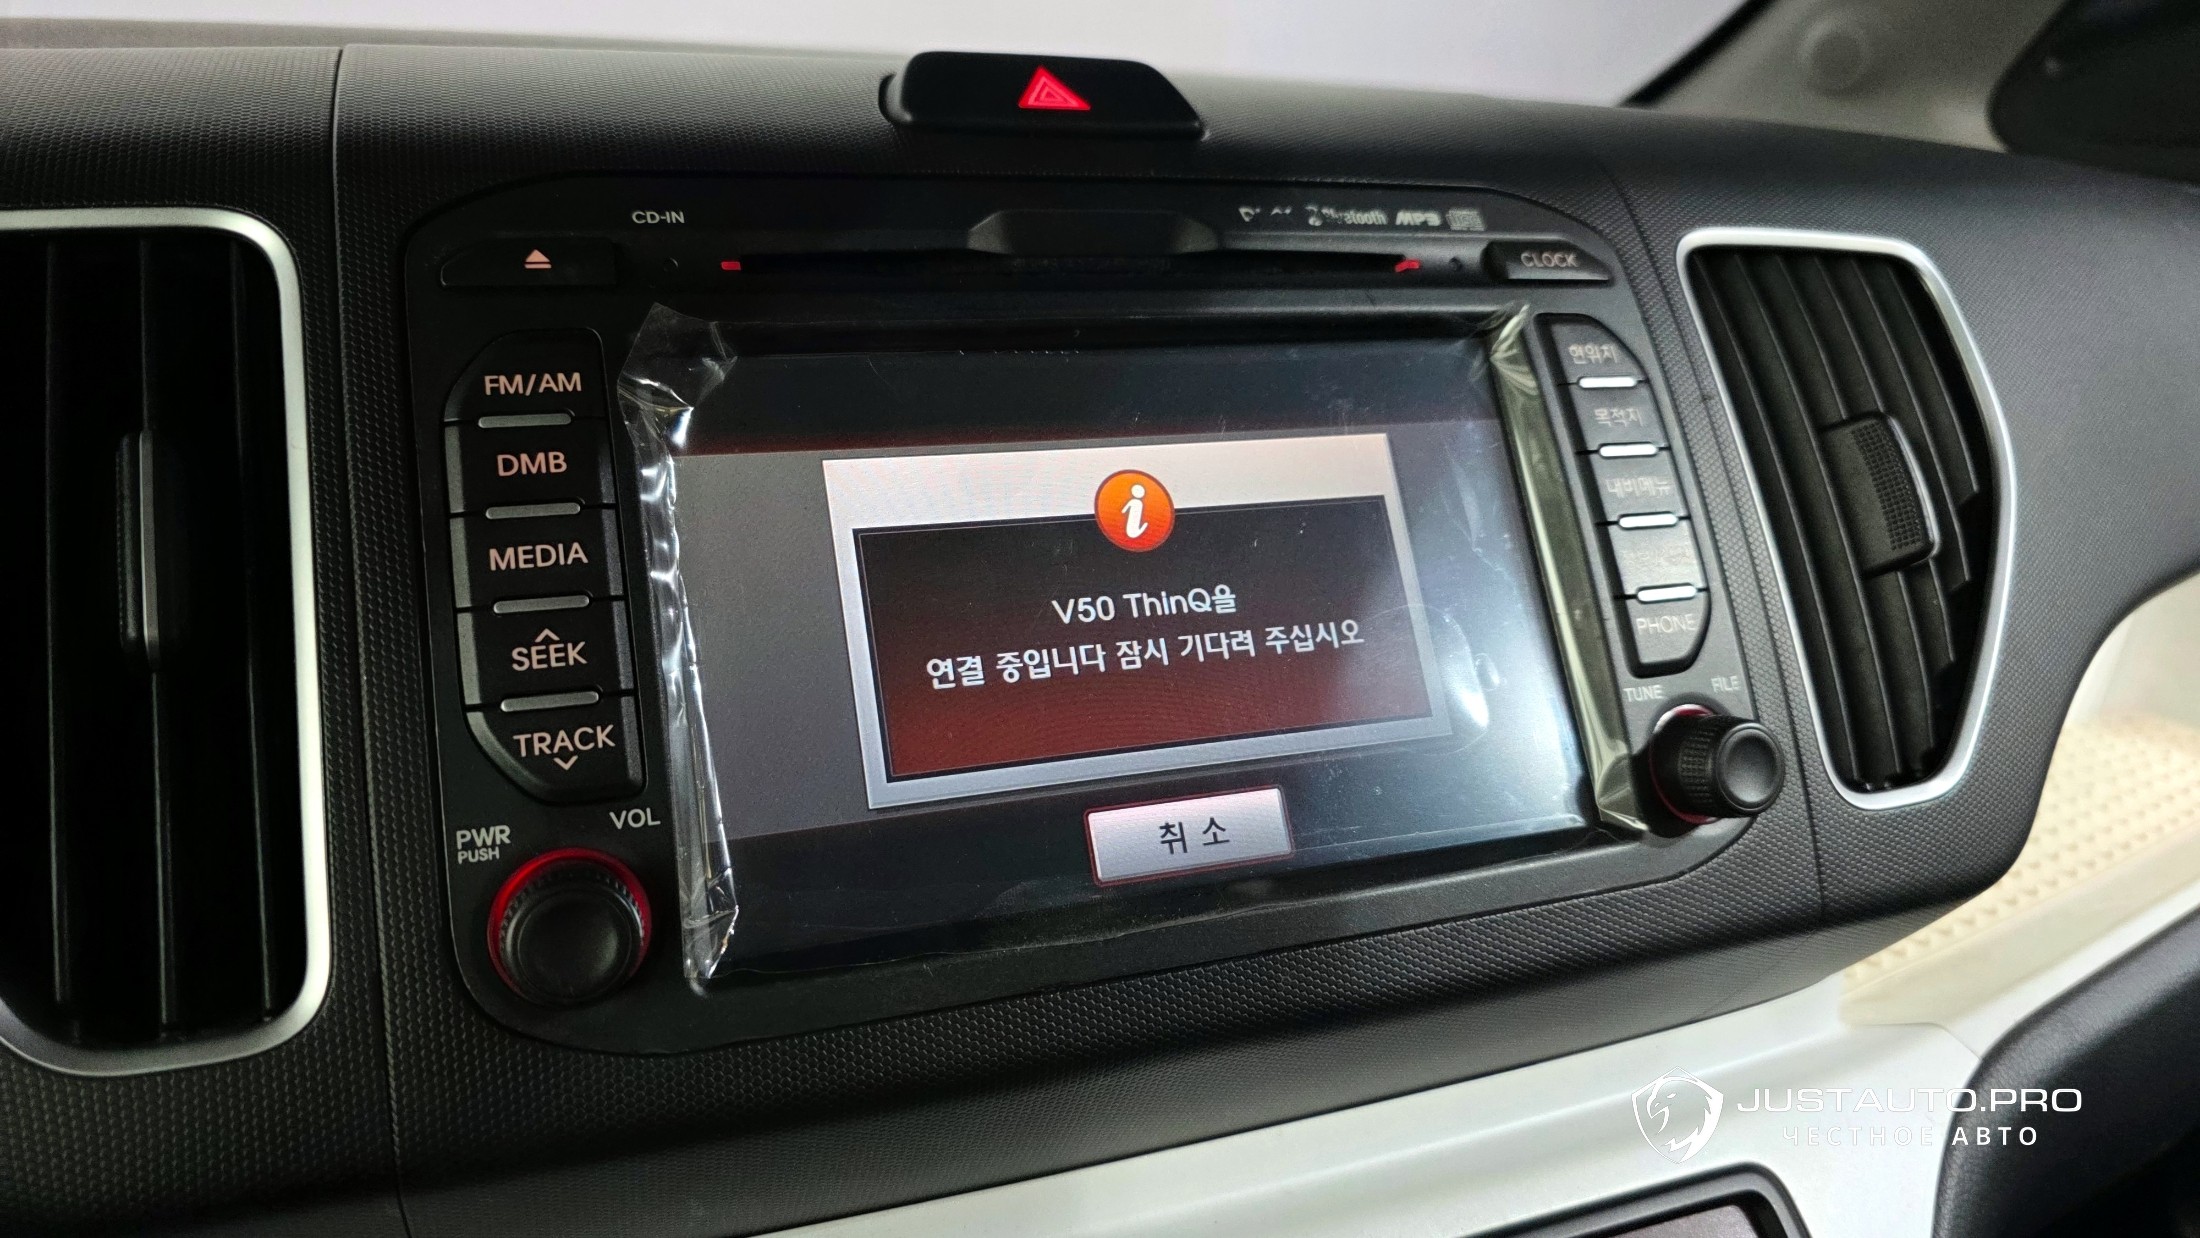 CD-IN
Bluetooth MP3
CLOCK
FM/AM
DMB
MEDIA
SEEK
TRACK
VOL
PWR
PUSH
V50 ThinQ을
연결 중입니다 잠시 기다려 주십시오
취 소
현위치
목적지
내비메뉴
PHONE
TUNE
FILE
JUSTAUTO.PRO
ЧЕСТНОЕ АВТО